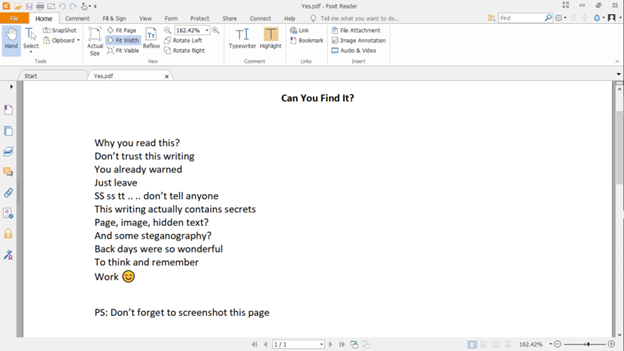 Yes.pdf - Foxit Reader
File Home Comment Fill & Sign View Form Protect Share Connect Help Tell me what you want to do.. Find
Hand
Select
SnapShot
Clipboard
Tools
Actual Size
Fit Page
Fit Width
Fit Visible
Reflow
162.42%
Rotate Left
Rotate Right
View
Typewriter
Highlight
Comment
Link
Bookmark
Links
File Attachment
Image Annotation
Audio & Video
Insert
Start Yes.pdf
Can You Find It?
Why you read this?
Don't trust this writing
You already warned
Just leave
SS ss tt .. .. don't tell anyone
This writing actually contains secrets
Page, image, hidden text?
And some steganography?
Back days were so wonderful
To think and remember
Work 😊
PS: Don't forget to screenshot this page
1 / 1 162.42%